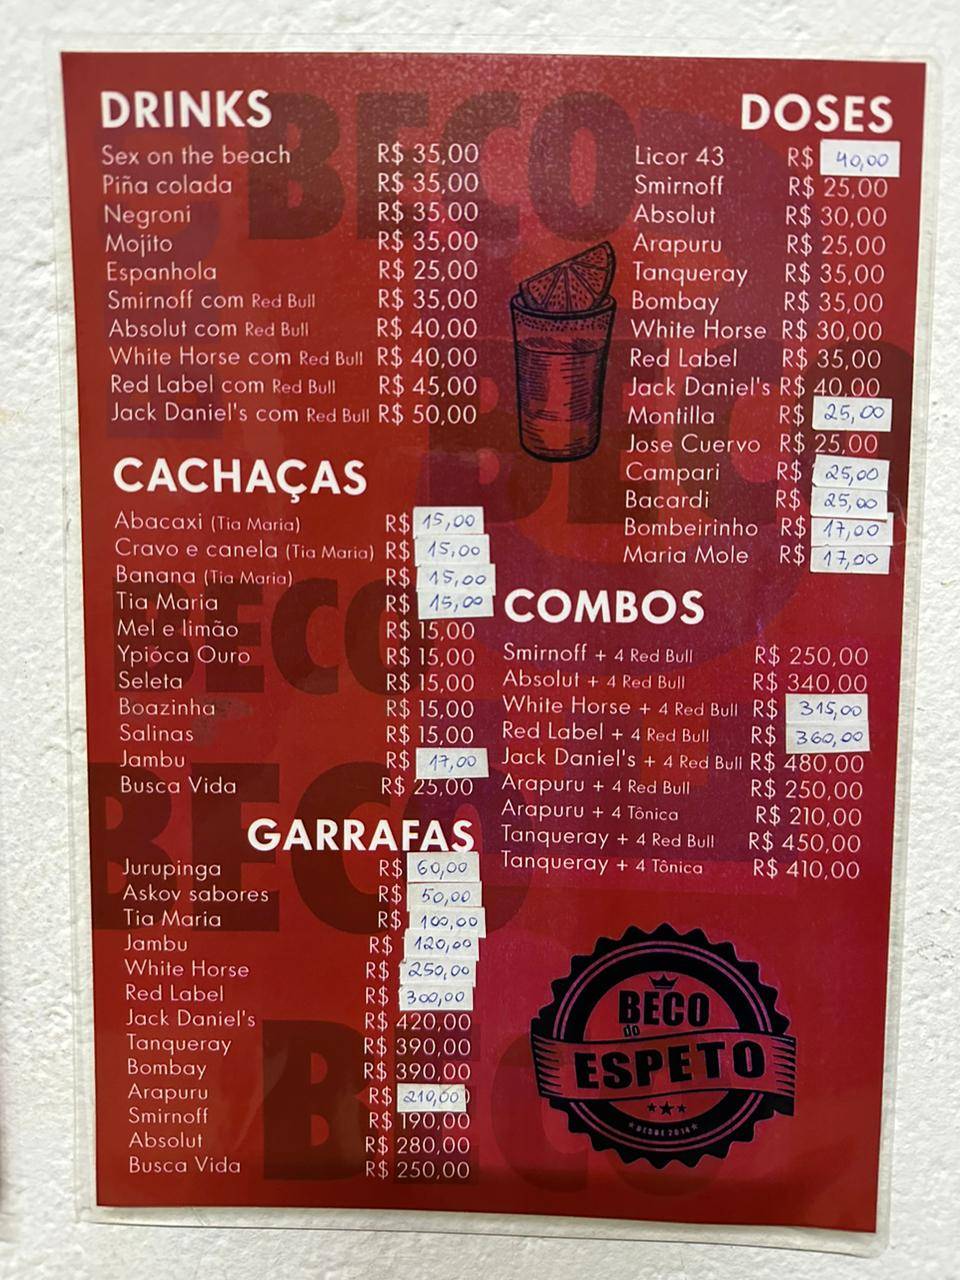 DRINKS
Sex on the beach R$ 35,00
Piña colada R$ 35,00
Negroni R$ 35,00
Mojito R$ 35,00
Espanhola R$ 25,00
Smirnoff com Red Bull R$ 35,00
Absolut com Red Bull R$ 40,00
White Horse com Red Bull R$ 40,00
Red Label com Red Bull R$ 45,00
Jack Daniel's com Red Bull R$ 50,00
CACHAÇAS
Abacaxi (Tia Maria) R$ 15,00
Cravo e canela (Tia Maria) R$ 15,00
Banana (Tia Maria) R$ 15,00
Tia Maria R$ 15,00
Mel e limão R$ 15,00
Ypióca Ouro R$ 15,00
Seleta R$ 15,00
Boazinha R$ 15,00
Salinas R$ 15,00
Jambu R$ 17,00
Busca Vida R$ 25,00
GARRAFAS
Jurupinga R$ 60,00
Askov sabores R$ 50,00
Tia Maria R$ 100,00
Jambu R$ 120,00
White Horse R$ 250,00
Red Label R$ 300,00
Jack Daniel's R$ 420,00
Tanqueray R$ 390,00
Bombay R$ 390,00
Arapuru R$ 210,00
Smirnoff R$ 190,00
Absolut R$ 280,00
Busca Vida R$ 250,00
DOSES
Licor 43 R$ 40,00
Smirnoff R$ 25,00
Absolut R$ 30,00
Arapuru R$ 25,00
Tanqueray R$ 35,00
Bombay R$ 35,00
White Horse R$ 30,00
Red Label R$ 35,00
Jack Daniel's R$ 40,00
Montilla R$ 25,00
Jose Cuervo R$ 25,00
Campari R$ 25,00
Bacardi R$ 25,00
Bombeirinho R$ 17,00
Maria Mole R$ 17,00
COMBOS
Smirnoff + 4 Red Bull R$ 250,00
Absolut + 4 Red Bull R$ 340,00
White Horse + 4 Red Bull R$ 315,00
Red Label + 4 Red Bull R$ 360,00
Jack Daniel's + 4 Red Bull R$ 480,00
Arapuru + 4 Red Bull R$ 250,00
Arapuru + 4 Tônica R$ 210,00
Tanqueray + 4 Red Bull R$ 450,00
Tanqueray + 4 Tônica R$ 410,00
BECO
do
ESPETO
DESDE 2014
BECO
BECO
BECO
BECO
BECO